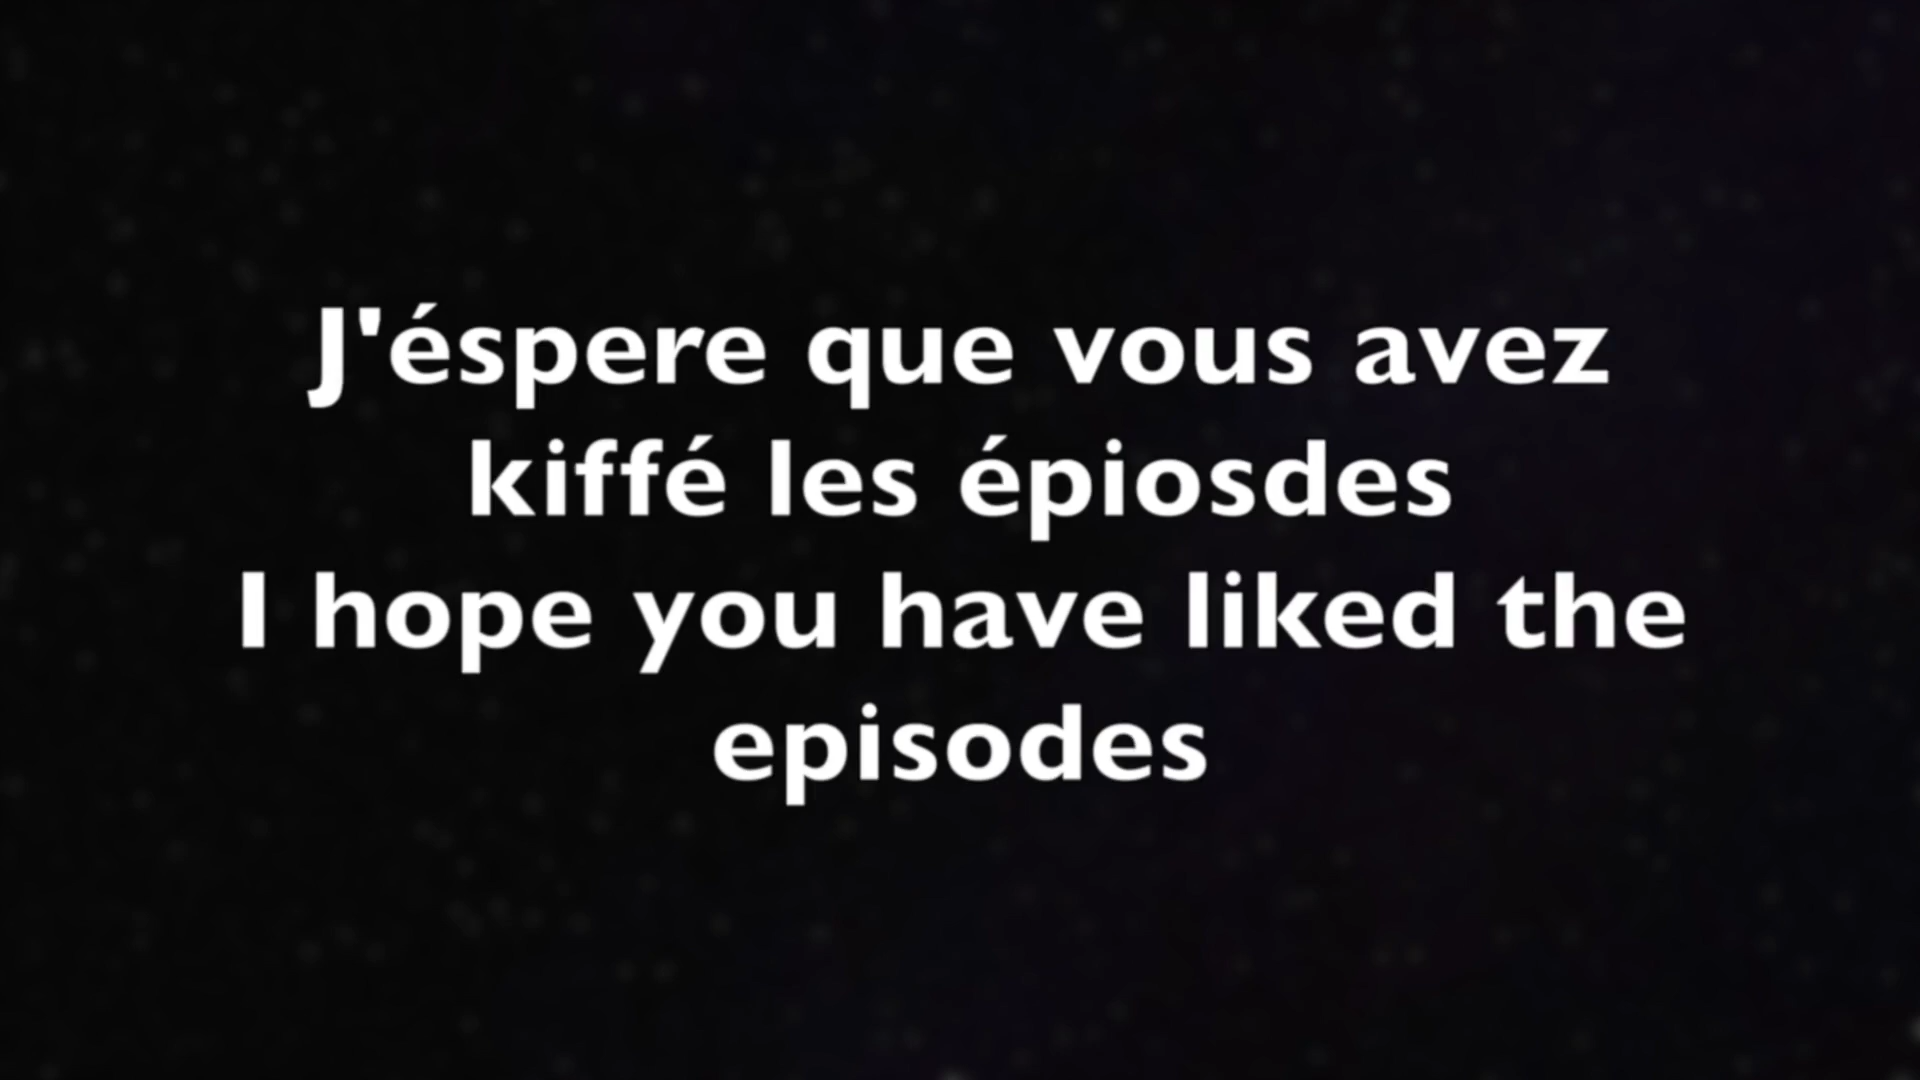 J'éspere que vous avez
kiffé les épiosdes
I hope you have liked the
episodes